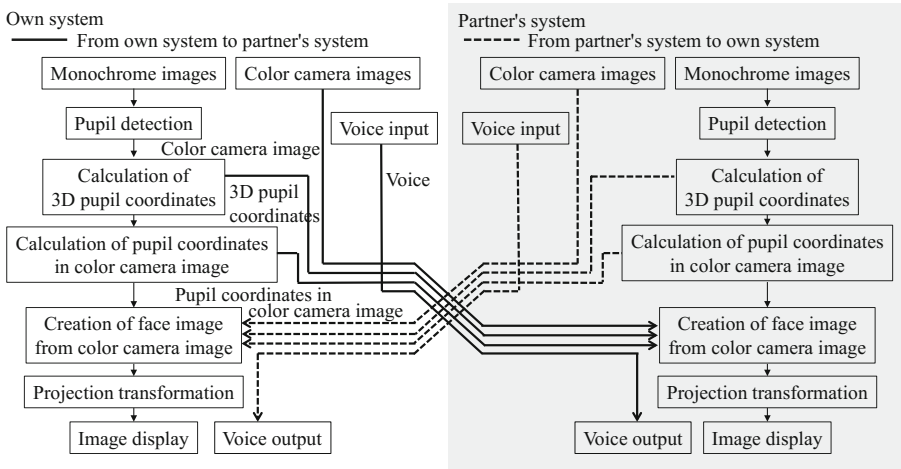 Own system
From own system to partner's system
Monochrome images
Color camera images
Pupil detection
Voice input
Color camera image
Calculation of
3D pupil coordinates
3D pupil
coordinates
Voice
Calculation of pupil coordinates
in color camera image
Pupil coordinates in
color camera image
Creation of face image
from color camera image
Projection transformation
Image display
Voice output
Partner's system
From partner's system to own system
Color camera images
Monochrome images
Voice input
Pupil detection
Calculation of
3D pupil coordinates
Calculation of pupil coordinates
in color camera image
Creation of face image
from color camera image
Projection transformation
Voice output
Image display